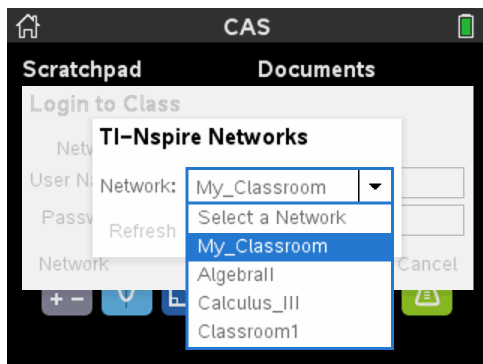 CAS
Scratchpad Documents
Login to Class
TI-Nspire Networks
Network: My_Classroom
Select a Network
My_Classroom
AlgebraII
Calculus_III
Classroom1
Refresh
User
Network Cancel